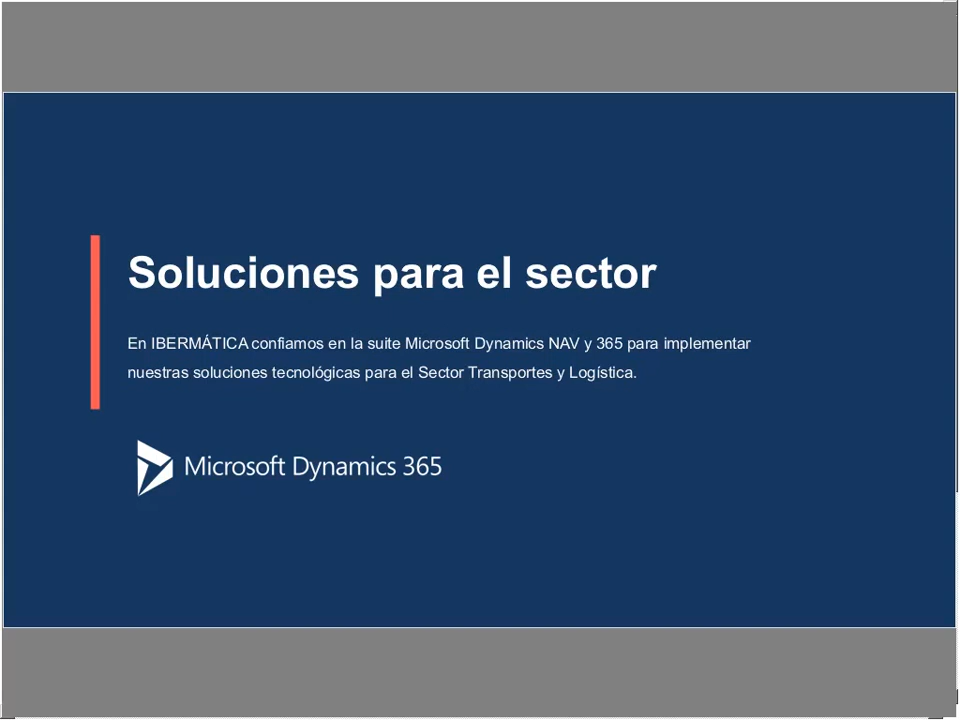 Soluciones para el sector
En IBERMÁTICA confiamos en la suite Microsoft Dynamics NAV y 365 para implementar
nuestras soluciones tecnológicas para el Sector Transportes y Logística.
Microsoft Dynamics 365